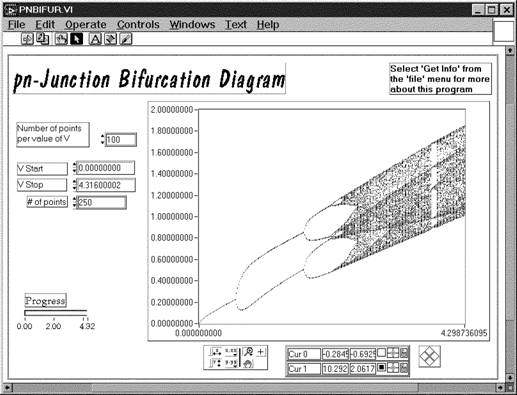 PNBIFUR.VI
File Edit Operate Controls Windows Text Help
pn-Junction Bifurcation Diagram
Select 'Get Info' from
the 'file' menu for more
about this program
Number of points
per value of V
100
V Start
0.00000000
V Stop
4.31600002
# of points
250
2.00000000
1.80000000
1.60000000
1.40000000
1.20000000
1.00000000
0.80000000
0.60000000
0.40000000
0.20000000
0.00000000
0.000000000
4.298736095
Progress
0.00 2.00 4.32
Cur 0 -0.2845 -0.6925
Cur 1 10.292 2.0617